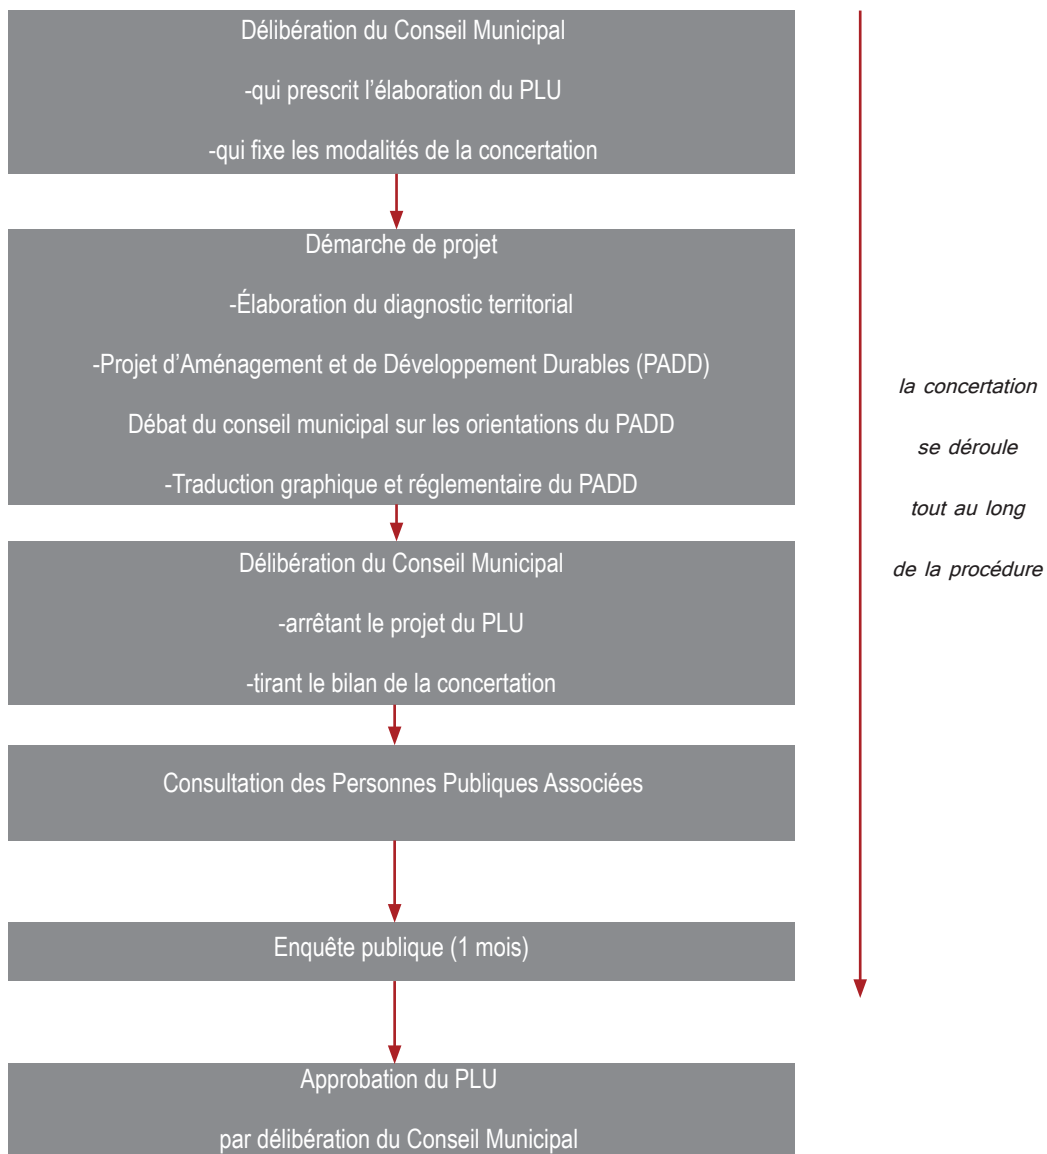 Délibération du Conseil Municipal
-qui prescrit l’élaboration du PLU
-qui fixe les modalités de la concertation
Démarche de projet
-Élaboration du diagnostic territorial
-Projet d’Aménagement et de Développement Durables (PADD)
Débat du conseil municipal sur les orientations du PADD
-Traduction graphique et réglementaire du PADD
Délibération du Conseil Municipal
-arrêtant le projet du PLU
-tirant le bilan de la concertation
Consultation des Personnes Publiques Associées
Enquête publique (1 mois)
Approbation du PLU
par délibération du Conseil Municipal
la concertation
se déroule
tout au long
de la procédure